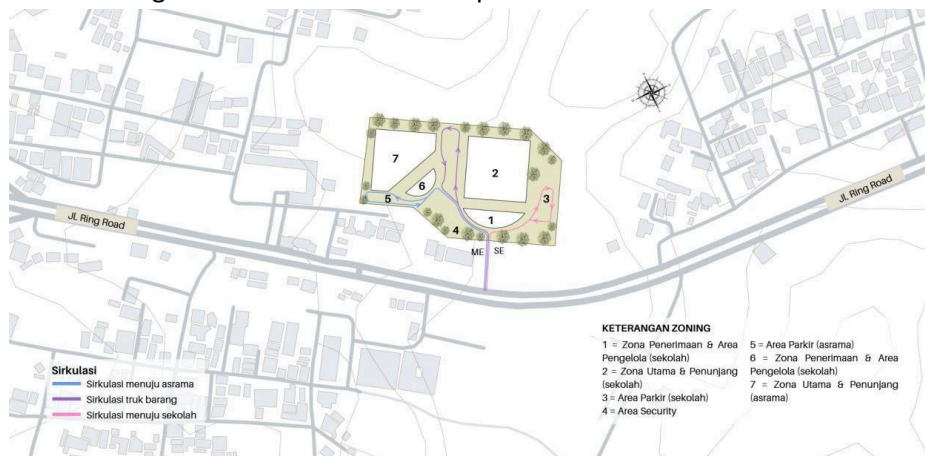 7
2
6
5
3
1
4
ME SE
Jl. Ring Road
Jl. Ring Road
Sirkulasi
Sirkulasi menuju asrama
Sirkulasi truk barang
Sirkulasi menuju sekolah
KETERANGAN ZONING
1 = Zona Penerimaan & Area
Pengelola (sekolah)
2 = Zona Utama & Penunjang
(sekolah)
3 = Area Parkir (sekolah)
4 = Area Security
5 = Area Parkir (asrama)
6 = Zona Penerimaan & Area
Pengelola (sekolah)
7 = Zona Utama & Penunjang
(asrama)